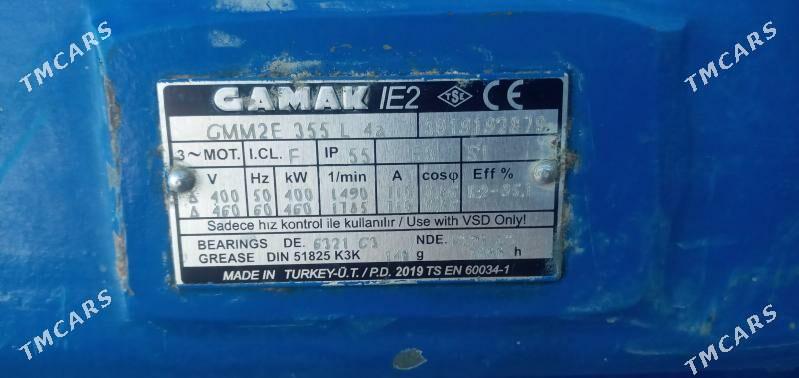 GAMAK IE2 TSE CE
GMM2E 355 L 4a
3~MOT. I.CL. F IP 55 S1
V Hz kW 1/min A cosφ Eff %
Δ 400 50 400 1490
Δ 460 60 460 1785
Sadece hız kontrol ile kullanılır / Use with VSD Only!
BEARINGS DE. 6321 C3 NDE.
GREASE DIN 51825 K3K g h
MADE IN TURKEY-Ü.T. / P.D. 2019 TS EN 60034-1
TMCARS
TMCARS
TMCARS
TMCARS